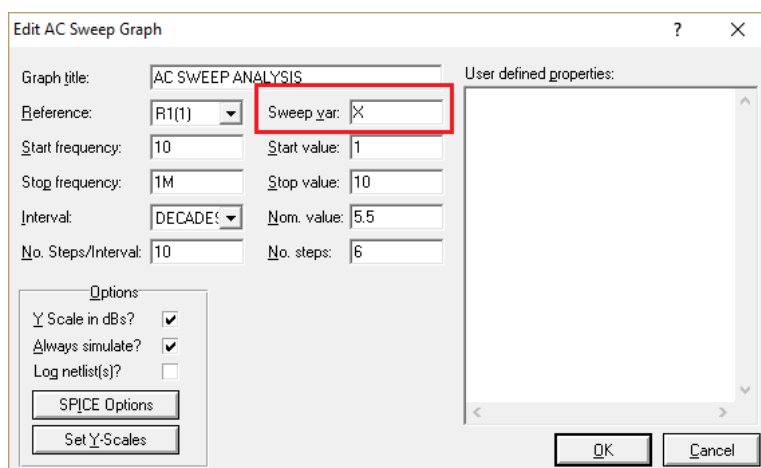 Edit AC Sweep Graph ? X
Graph title: AC SWEEP ANALYSIS User defined properties:
Reference: R1(1) Sweep var: X
Start frequency: 10 Start value: 1
Stop frequency: 1M Stop value: 10
Interval: DECADES Nom. value: 5.5
No. Steps/Interval: 10 No. steps: 6
Options
Y Scale in dBs?
Always simulate?
Log netlist(s)?
SPICE Options
Set Y-Scales
OK Cancel